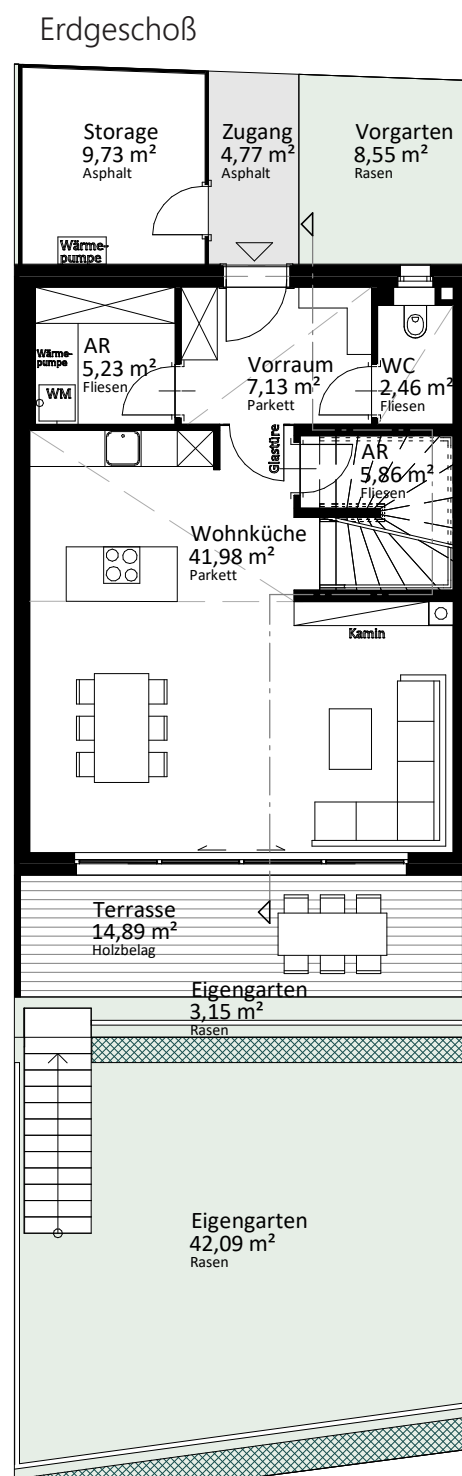 Erdgeschoß
Storage
9,73 m²
Asphalt
Zugang
4,77 m²
Asphalt
Vorgarten
8,55 m²
Rasen
Wärme-
pumpe
AR
5,23 m²
Fliesen
Wärme-
pumpe
WM
Vorraum
7,13 m²
Parkett
WC
2,46 m²
Fliesen
Glastüre
AR
5,86 m²
Fliesen
Wohnküche
41,98 m²
Parkett
Kamin
Terrasse
14,89 m²
Holzbelag
Eigengarten
3,15 m²
Rasen
Eigengarten
42,09 m²
Rasen